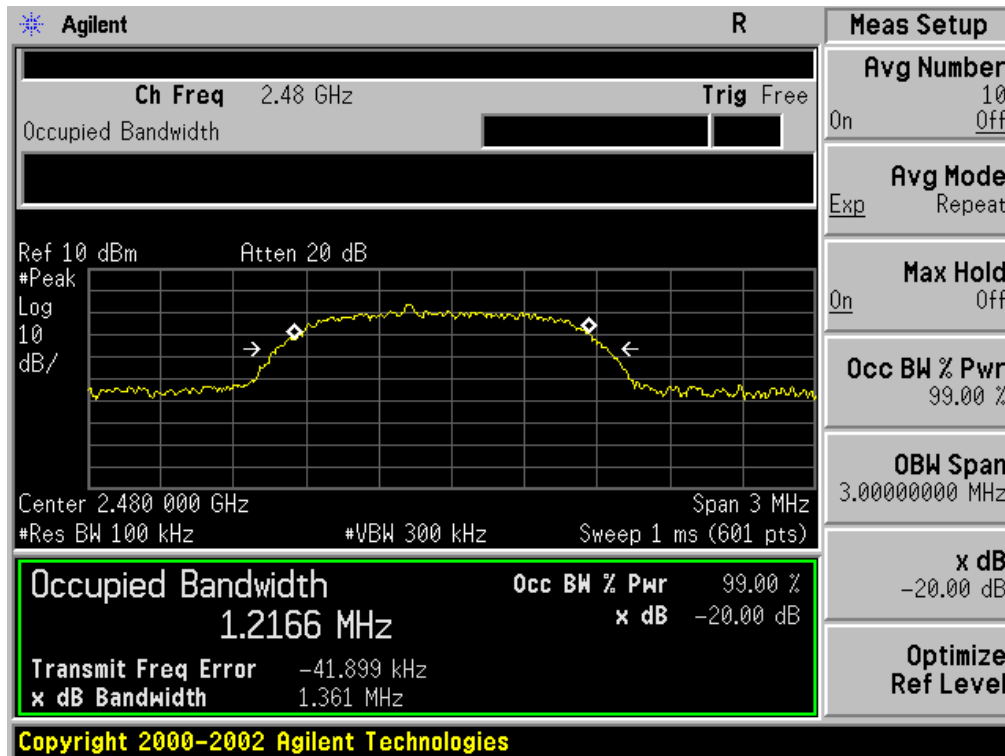 Agilent R
Ch Freq 2.48 GHz Trig Free
Occupied Bandwidth
Ref 10 dBm Atten 20 dB
#Peak
Log
10
dB/
Center 2.480 000 GHz Span 3 MHz
#Res BW 100 kHz #VBW 300 kHz Sweep 1 ms (601 pts)
Occupied Bandwidth
1.2166 MHz
Occ BW % Pwr 99.00 %
x dB -20.00 dB
Transmit Freq Error -41.899 kHz
x dB Bandwidth 1.361 MHz
Copyright 2000-2002 Agilent Technologies
Meas Setup
Avg Number
10
On Off
Avg Mode
Exp Repeat
Max Hold
On Off
Occ BW % Pwr
99.00 %
OBW Span
3.00000000 MHz
x dB
-20.00 dB
Optimize
Ref Level